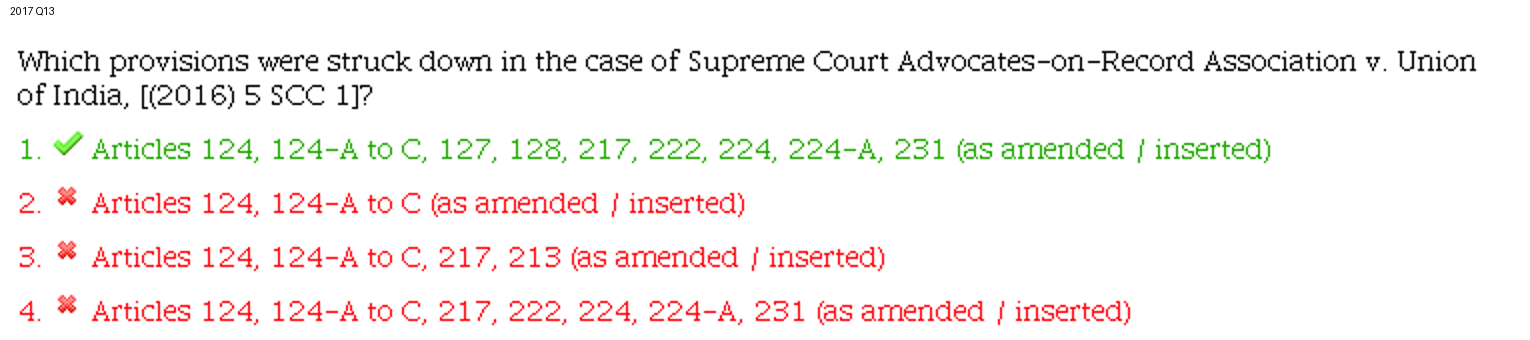 2017 Q13
Which provisions were struck down in the case of Supreme Court Advocates-on-Record Association v. Union
of India, [(2016) 5 SCC 1]?
1. Articles 124, 124-A to C, 127, 128, 217, 222, 224, 224-A, 231 (as amended / inserted)
2. Articles 124, 124-A to C (as amended / inserted)
3. Articles 124, 124-A to C, 217, 213 (as amended / inserted)
4. Articles 124, 124-A to C, 217, 222, 224, 224-A, 231 (as amended / inserted)